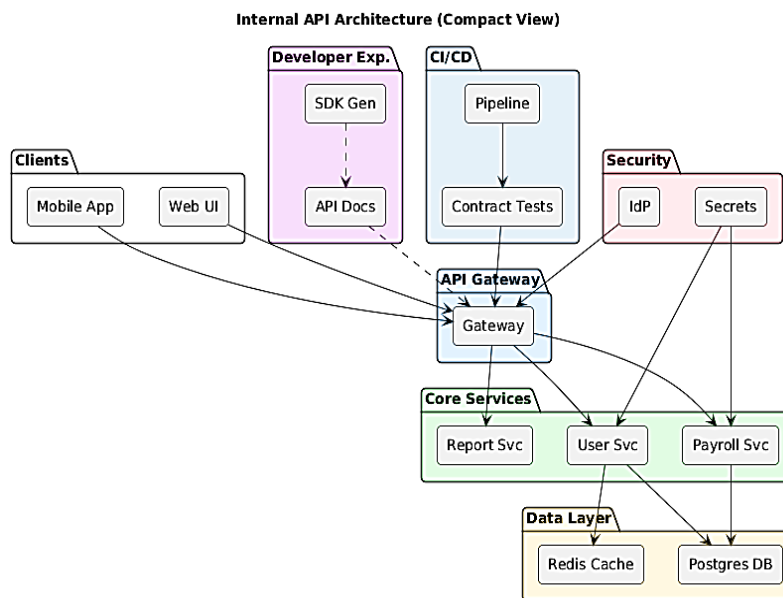 Internal API Architecture (Compact View)
Developer Exp.
CI/CD
SDK Gen
Pipeline
Clients
Security
Mobile App
Web UI
API Docs
Contract Tests
IdP
Secrets
API Gateway
Gateway
Core Services
Report Svc
User Svc
Payroll Svc
Data Layer
Redis Cache
Postgres DB